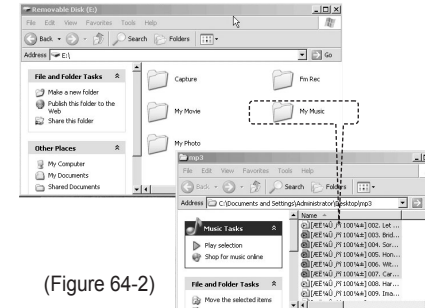 Removable Disk (E:)
File Edit View Favorites Tools Help
Back Search Folders
Address E:\ Go
File and Folder Tasks
Make a new folder
Publish this folder to the
Web
Share this folder
Other Places
My Computer
My Documents
Shared Documents
Capture
Fm Rec
My Movie
My Music
My Photo
mp3
File Edit View Favorites Tools Help
Back Search Folders
Address C:\Documents and Settings\Administrator\Desktop\mp3
Music Tasks
Play selection
Shop for music online
File and Folder Tasks
Move the selected items
Name
002. Let ...
003. Brid...
004. Sor...
005. Hon...
006. Wit...
007. Car...
008. Har...
009. Ima...
(Figure 64-2)